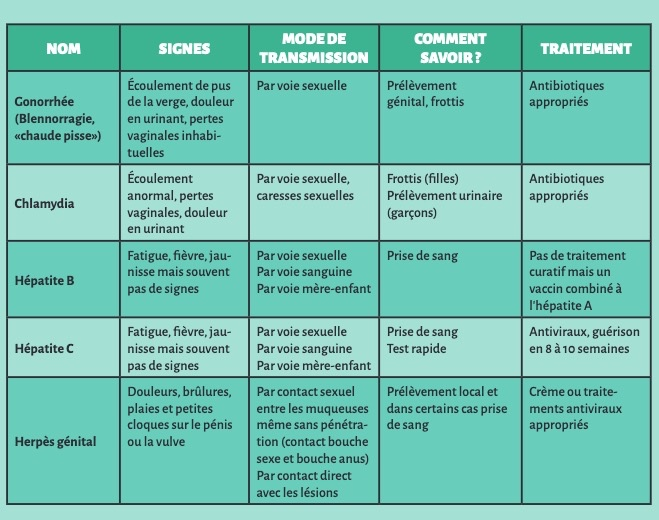 NOM
SIGNES
MODE DE
TRANSMISSION
COMMENT
SAVOIR ?
TRAITEMENT
Gonorrhée
(Blennorragie,
«chaude pisse»)
Écoulement de pus
de la verge, douleur
en urinant, pertes
vaginales inhabi-
tuelles
Par voie sexuelle
Prélèvement
génital, frottis
Antibiotiques
appropriés
Chlamydia
Écoulement
anormal, pertes
vaginales, douleur
en urinant
Par voie sexuelle,
caresses sexuelles
Frottis (filles)
Prélèvement urinaire
(garçons)
Antibiotiques
appropriés
Hépatite B
Fatigue, fièvre, jau-
nisse mais souvent
pas de signes
Par voie sexuelle
Par voie sanguine
Par voie mère-enfant
Prise de sang
Pas de traitement
curatif mais un
vaccin combiné à
l'hépatite A
Hépatite C
Fatigue, fièvre, jau-
nisse mais souvent
pas de signes
Par voie sexuelle
Par voie sanguine
Par voie mère-enfant
Prise de sang
Test rapide
Antiviraux, guérison
en 8 à 10 semaines
Herpès génital
Douleurs, brûlures,
plaies et petites
cloques sur le pénis
ou la vulve
Par contact sexuel
entre les muqueuses
même sans pénétra-
tion (contact bouche
sexe et bouche anus)
Par contact direct
avec les lésions
Prélèvement local et
dans certains cas prise
de sang
Crème ou traite-
ments antiviraux
appropriés